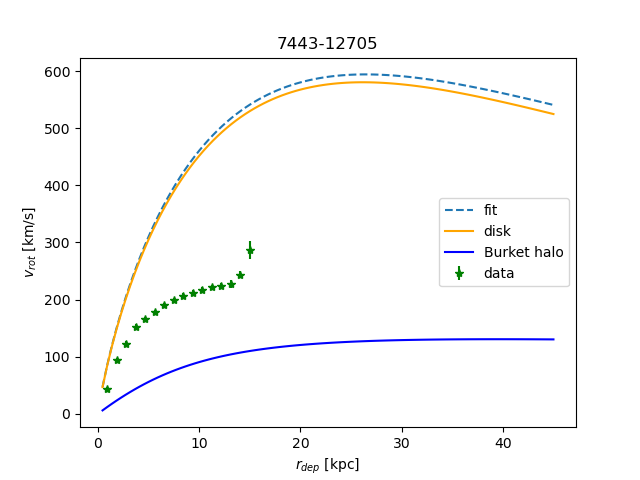 7443-12705
600
500
400
300
200
100
0
v_rot [km/s]
fit
disk
Burket halo
data
0 10 20 30 40
r_dep [kpc]